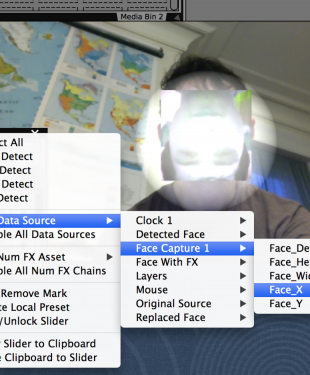 Media Bin 2
ct All
Detect
Detect
Detect
Detect
Data Source
ble All Data Sources
Num FX Asset
ble All Num FX Chains
Remove Mark
te Local Preset
/Unlock Slider
Slider to Clipboard
e Clipboard to Slider
Clock 1
Detected Face
Face Capture 1
Face With FX
Layers
Mouse
Original Source
Replaced Face
Face_De
Face_He
Face_Wid
Face_X
Face_Y